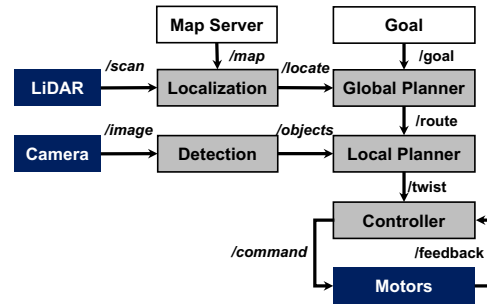 Map Server
Goal
/scan
/map
/locate
/goal
LiDAR
Localization
Global Planner
/image
/objects
/route
Camera
Detection
Local Planner
/twist
Controller
/command
/feedback
Motors